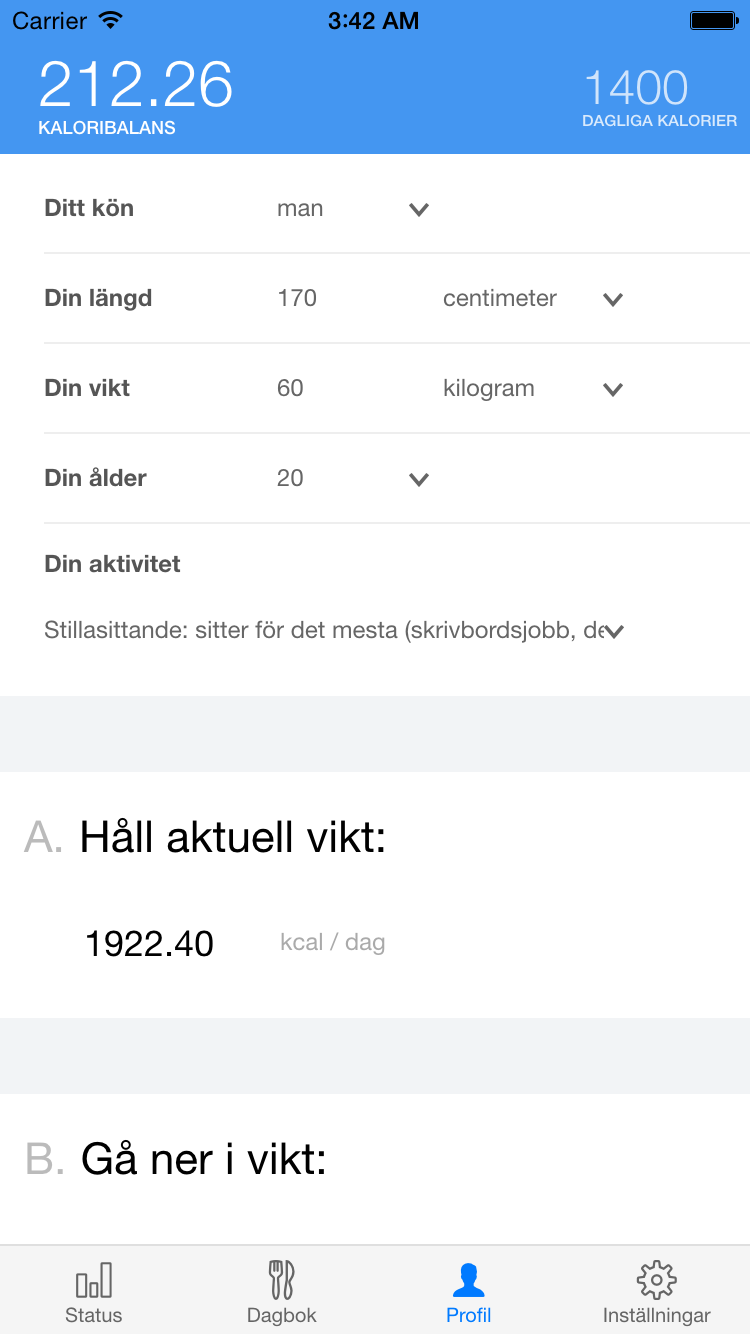 Carrier 3:42 AM
212.26 1400
KALORIBALANS DAGLIGA KALORIER
Ditt kön man
Din längd 170 centimeter
Din vikt 60 kilogram
Din ålder 20
Din aktivitet
Stillasittande: sitter för det mesta (skrivbordsjobb, de
A. Håll aktuell vikt:
1922.40 kcal / dag
B. Gå ner i vikt:
Status Dagbok Profil Inställningar